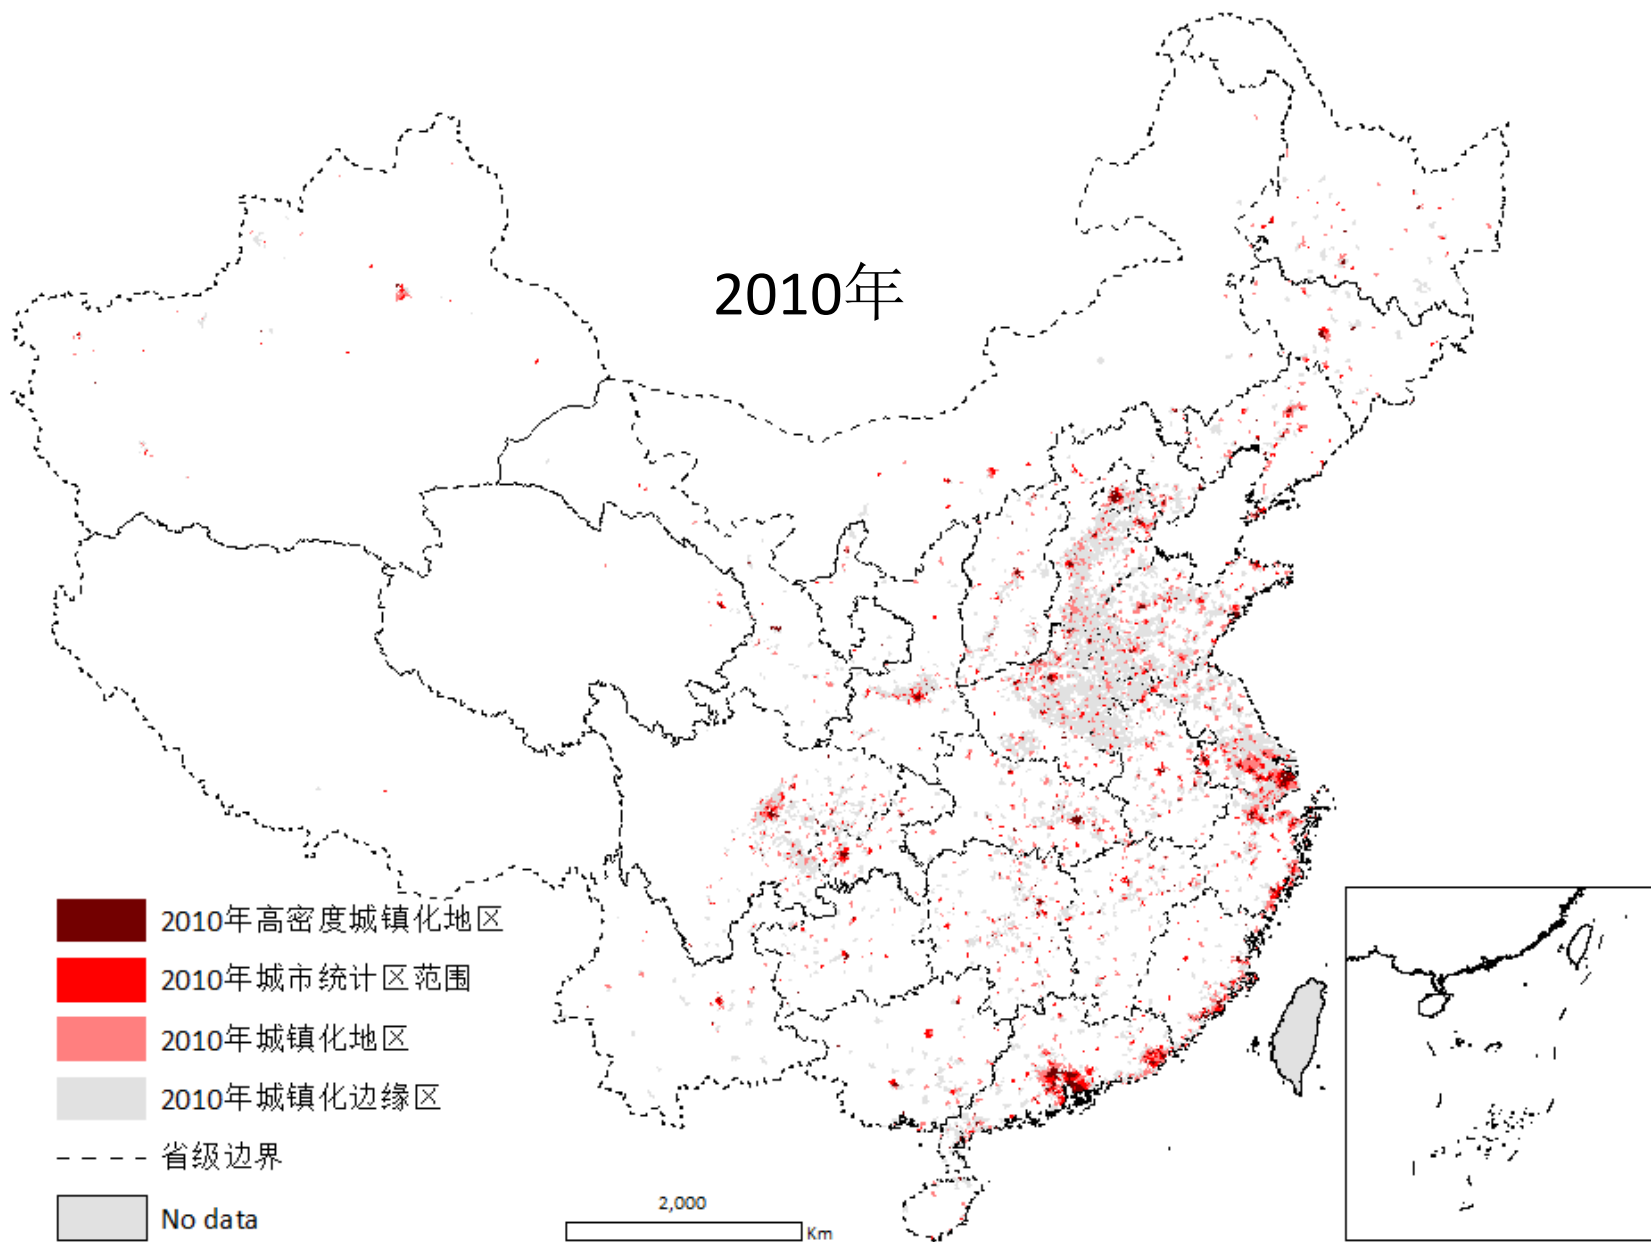 2010年
2010年高密度城镇化地区
2010年城市统计区范围
2010年城镇化地区
2010年城镇化边缘区
省级边界
No data
2,000
Km